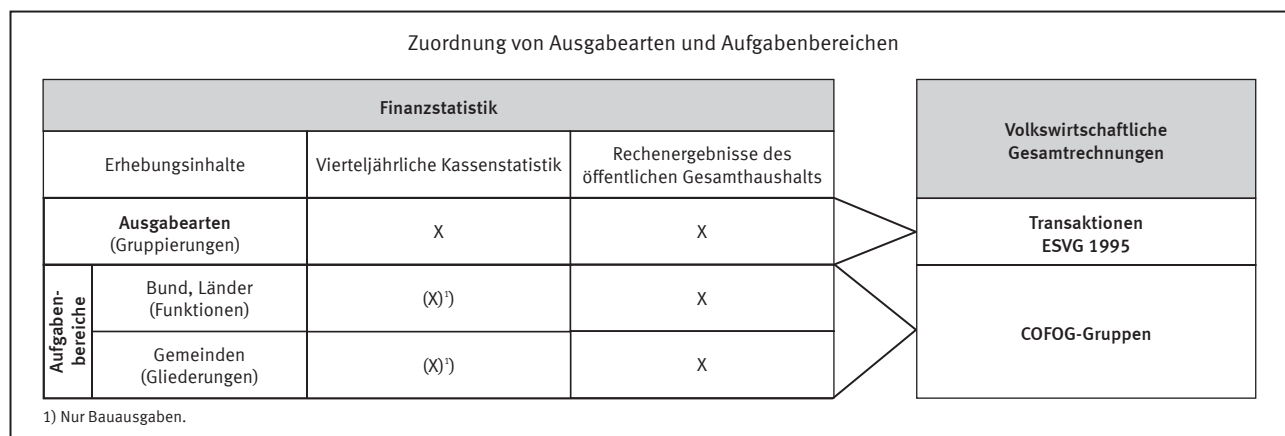 Zuordnung von Ausgabearten und Aufgabenbereichen
Finanzstatistik
Volkswirtschaftliche
Gesamtrechnungen
Erhebungsinhalte
Vierteljährliche Kassenstatistik
Rechenergebnisse des
öffentlichen Gesamthaushalts
Ausgabearten
(Gruppierungen)
X
X
Transaktionen
ESVG 1995
Aufgaben-
bereiche
Bund, Länder
(Funktionen)
(X)¹)
X
COFOG-Gruppen
Gemeinden
(Gliederungen)
(X)¹)
X
1) Nur Bauausgaben.